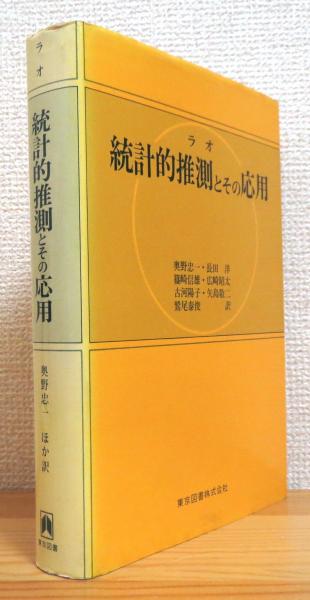 ラオ
統計的推測とその応用
奥野忠一・長田 洋
篠崎信雄・広崎昭太
古河陽子・矢島敬二
鷲尾泰俊 訳
東京図書株式会社
ラオ
統計的推測とその応用
奥野忠一 ほか訳
東京図書